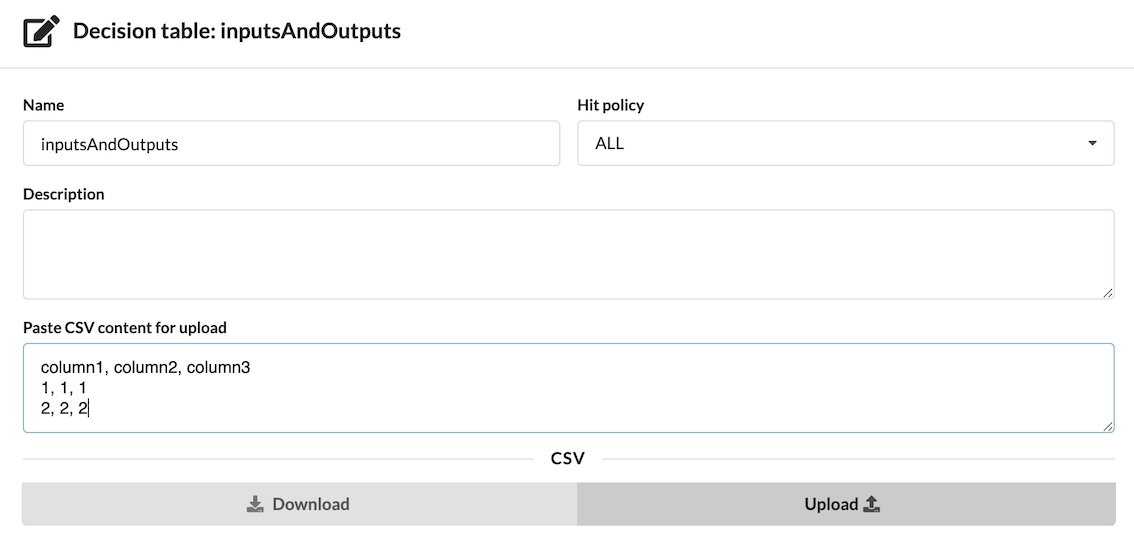 Decision table: inputsAndOutputs
Name
Hit policy
inputsAndOutputs
ALL
Description
Paste CSV content for upload
column1, column2, column3
1, 1, 1
2, 2, 2
CSV
Download
Upload